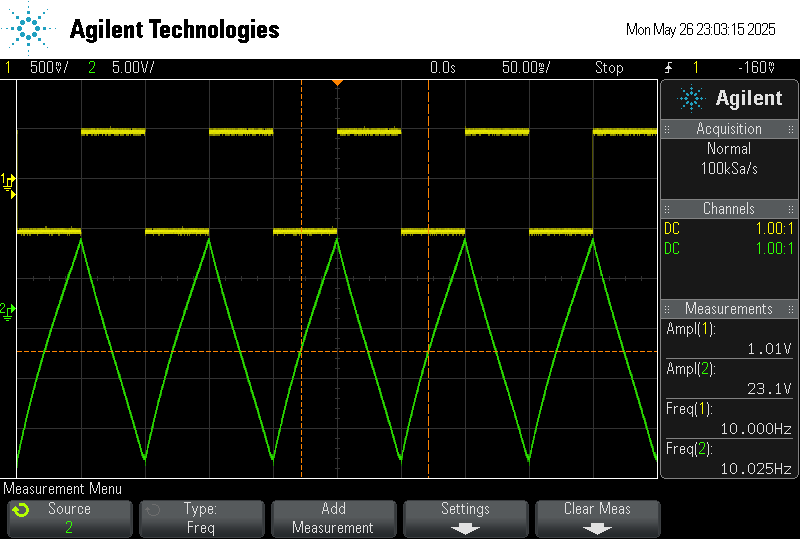 Agilent Technologies
Mon May 26 23:03:15 2025
1 500mV/ 2 5.00V/ 0.0s 50.00ms/ Stop 1 -160mV
Agilent
Acquisition
Normal
100kSa/s
Channels
DC 1.00:1
DC 1.00:1
Measurements
Ampl(1):
1.01V
Ampl(2):
23.1V
Freq(1):
10.000Hz
Freq(2):
10.025Hz
1
2
Measurement Menu
Source
2
Type:
Freq
Add
Measurement
Settings
Clear Meas